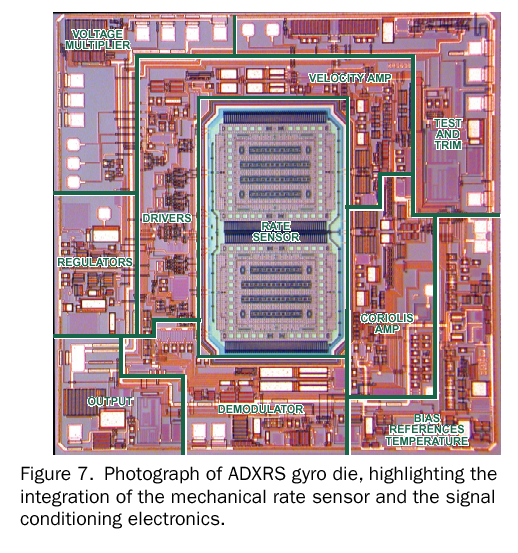 VOLTAGE
MULTIPLIER
VELOCITY AMP
TEST
AND
TRIM
DRIVERS
RATE
SENSOR
REGULATORS
CORIOLIS
AMP
OUTPUT
DEMODULATOR
BIAS,
REFERENCES
TEMPERATURE
Figure 7. Photograph of ADXRS gyro die, highlighting the
integration of the mechanical rate sensor and the signal
conditioning electronics.